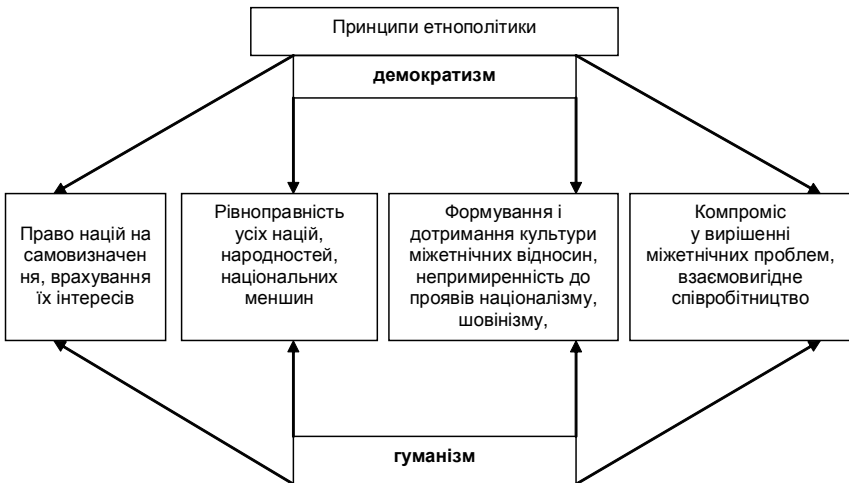 Принципи етнополітики
демократизм
Право націй на
самовизначен
ня, врахування
їх інтересів
Рівноправність
усіх націй,
народностей,
національних
меншин
Формування і
дотримання культури
міжетнічних відносин,
непримиренність до
проявів націоналізму,
шовінізму,
Компроміс
у вирішенні
міжетнічних проблем,
взаємовигідне
співробітництво
гуманізм